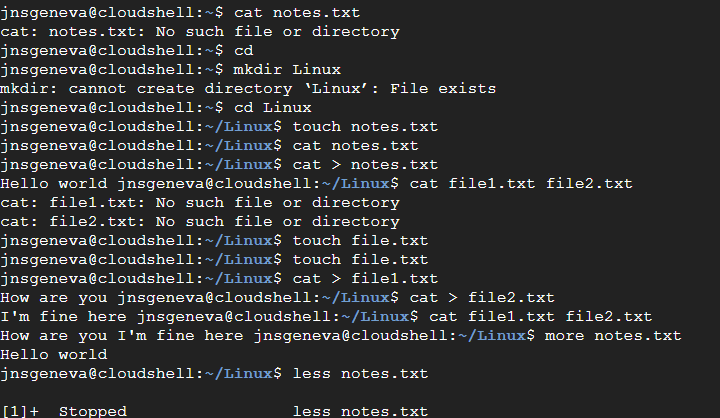 jnsgeneva@cloudshell:~$ cat notes.txt
cat: notes.txt: No such file or directory
jnsgeneva@cloudshell:~$ cd
jnsgeneva@cloudshell:~$ mkdir Linux
mkdir: cannot create directory ‘Linux’: File exists
jnsgeneva@cloudshell:~$ cd Linux
jnsgeneva@cloudshell:~/Linux$ touch notes.txt
jnsgeneva@cloudshell:~/Linux$ cat notes.txt
jnsgeneva@cloudshell:~/Linux$ cat > notes.txt
Hello world jnsgeneva@cloudshell:~/Linux$ cat file1.txt file2.txt
cat: file1.txt: No such file or directory
cat: file2.txt: No such file or directory
jnsgeneva@cloudshell:~/Linux$ touch file.txt
jnsgeneva@cloudshell:~/Linux$ touch file.txt
jnsgeneva@cloudshell:~/Linux$ cat > file1.txt
How are you jnsgeneva@cloudshell:~/Linux$ cat > file2.txt
I'm fine here jnsgeneva@cloudshell:~/Linux$ cat file1.txt file2.txt
How are you I'm fine here jnsgeneva@cloudshell:~/Linux$ more notes.txt
Hello world
jnsgeneva@cloudshell:~/Linux$ less notes.txt
[1]+  Stopped                 less notes.txt